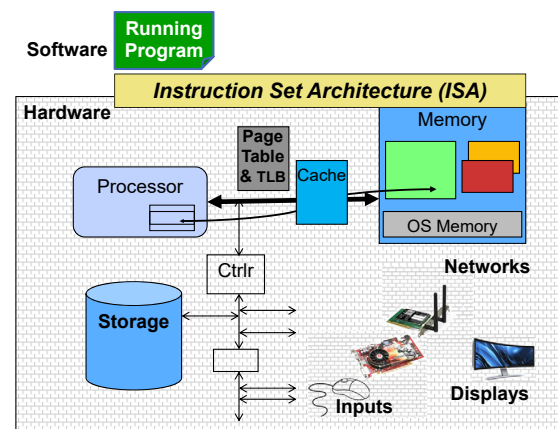 Running
Program
Software
Instruction Set Architecture (ISA)
Hardware
Memory
Page
Table
& TLB
Cache
Processor
OS Memory
Ctrlr
Networks
Storage
Displays
Inputs